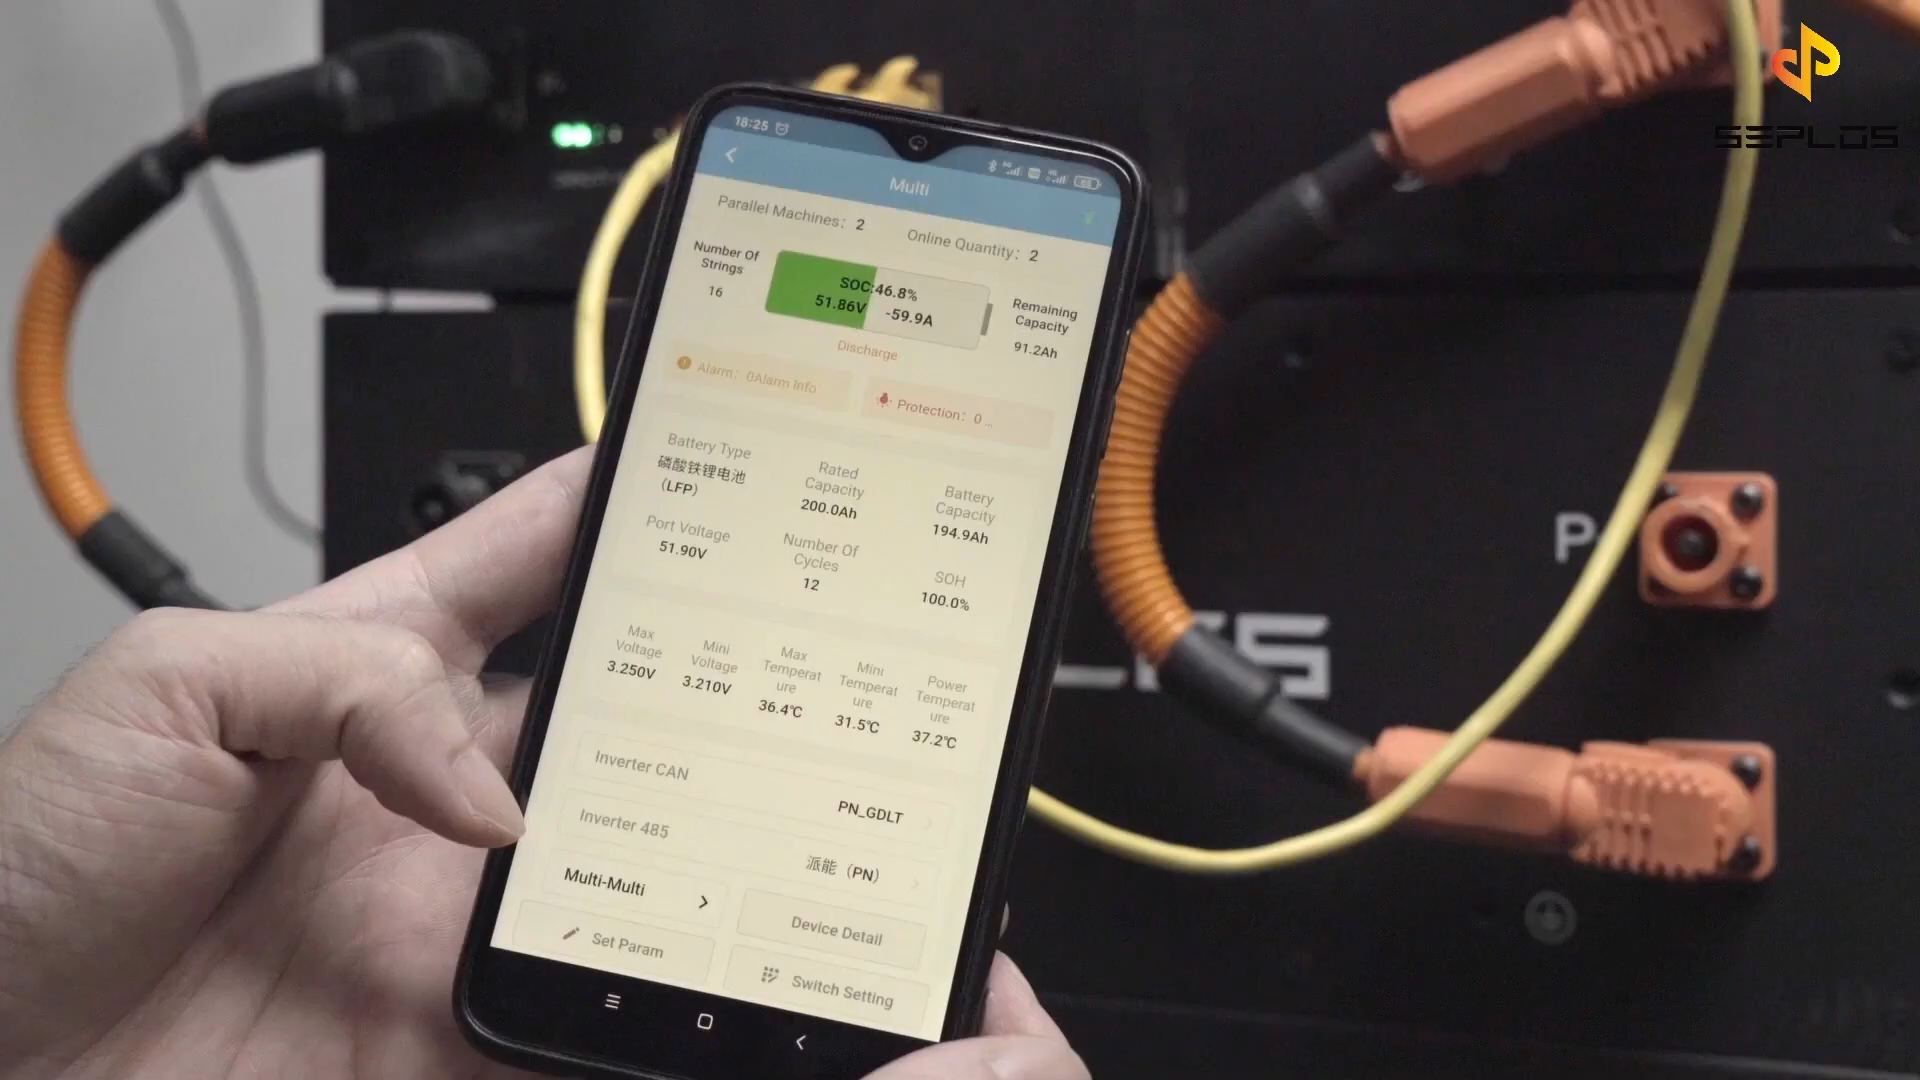 SEPLOS
18:25
Multi
Parallel Machines: 2
Online Quantity: 2
Number Of
Strings
16
SOC:46.8%
51.86V
-59.9A
Remaining
Capacity
91.2Ah
Discharge
Alarm: 0Alarm Info
Protection: 0 ...
Battery Type
磷酸铁锂电池
（LFP）
Rated
Capacity
200.0Ah
Battery
Capacity
194.9Ah
Port Voltage
51.90V
Number Of
Cycles
12
SOH
100.0%
Max
Voltage
3.250V
Mini
Voltage
3.210V
Max
Temperat
ure
36.4℃
Mini
Temperat
ure
31.5℃
Power
Temperat
ure
37.2℃
Inverter CAN
PN_GDLT
Inverter 485
派能（PN）
Multi-Multi
Device Detail
Set Param
Switch Setting
P